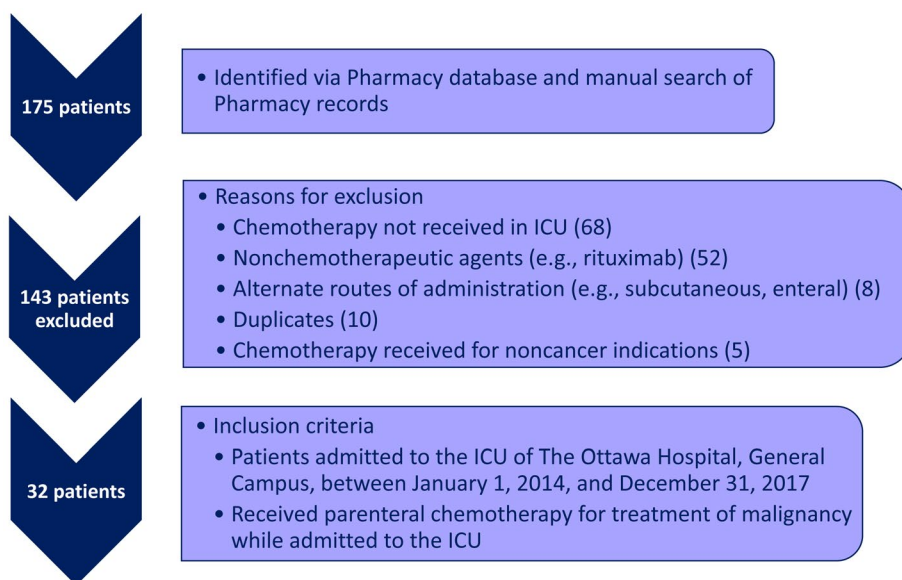 175 patients
• Identified via Pharmacy database and manual search of
Pharmacy records
143 patients
excluded
• Reasons for exclusion
• Chemotherapy not received in ICU (68)
• Nonchemotherapeutic agents (e.g., rituximab) (52)
• Alternate routes of administration (e.g., subcutaneous, enteral) (8)
• Duplicates (10)
• Chemotherapy received for noncancer indications (5)
32 patients
• Inclusion criteria
• Patients admitted to the ICU of The Ottawa Hospital, General
Campus, between January 1, 2014, and December 31, 2017
• Received parenteral chemotherapy for treatment of malignancy
while admitted to the ICU